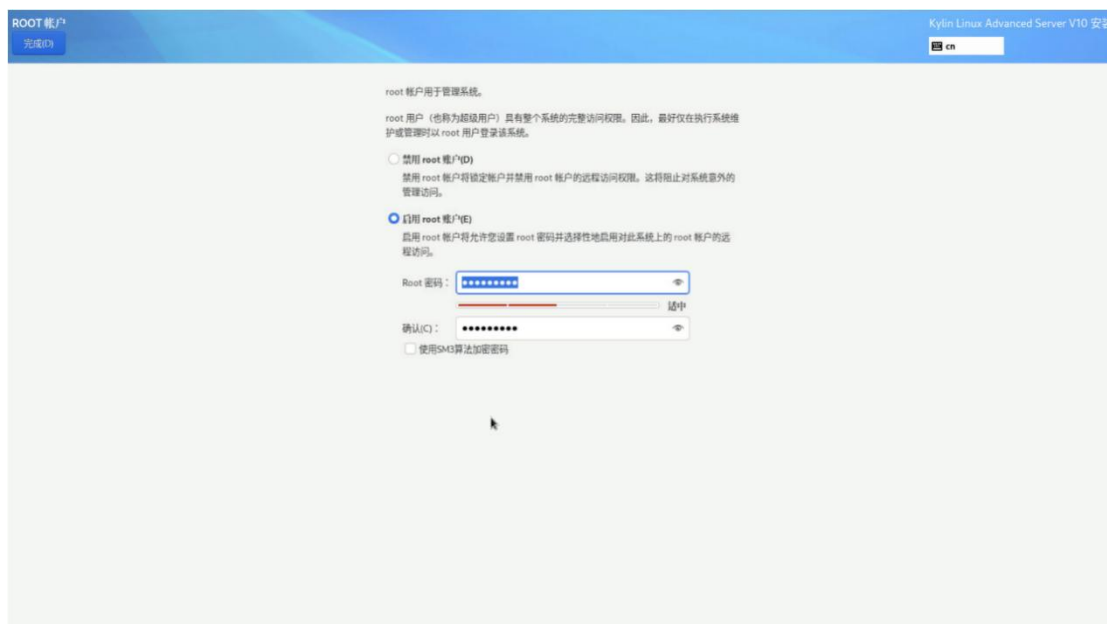 ROOT 帐户
Kylin Linux Advanced Server V10 安装
完成(D)
cn
root 帐户用于管理系统。
root 用户（也称为超级用户）具有整个系统的完整访问权限。因此，最好仅在执行系统维
护或管理时以 root 用户登录该系统。
禁用 root 账户(D)
禁用 root 帐户将锁定帐户并禁用 root 帐户的远程访问权限。这将阻止对系统意外的
管理访问。
启用 root 账户(E)
启用 root 帐户将允许您设置 root 密码并选择性地启用对此系统上的 root 帐户的远
程访问。
Root 密码：
适中
确认(C)：
使用SM3算法加密密码